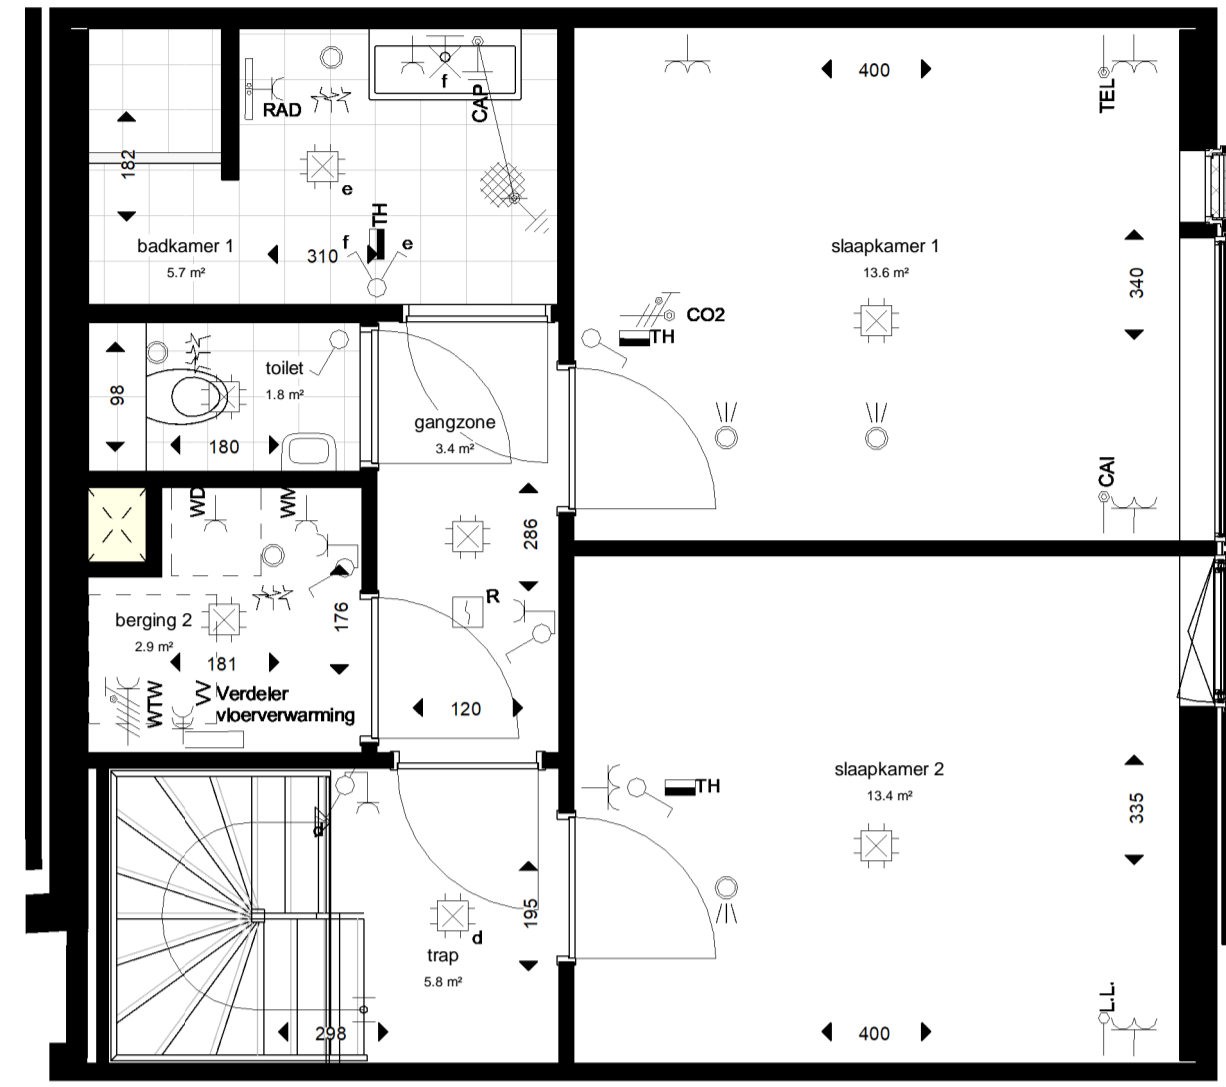 400
TEL
RAD
f
CAP
182
e
TH
badkamer 1
5.7 m²
310
f
e
slaapkamer 1
13.6 m²
340
CO2
TH
toilet
1.8 m²
98
180
gangzone
3.4 m²
CAI
WD
WM
286
R
berging 2
2.9 m²
176
181
WTW
VV
Verdeler
vloerverwarming
120
slaapkamer 2
13.4 m²
TH
335
d
195
d
trap
5.8 m²
298
400
L.L.